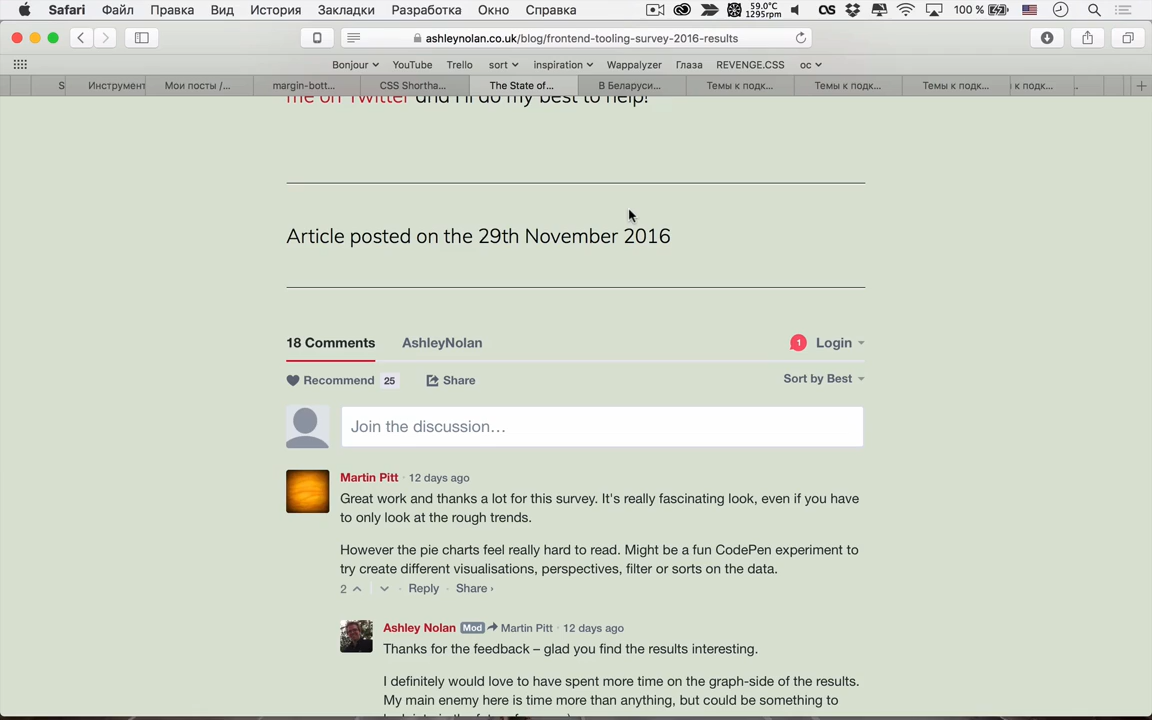 Safari Файл Правка Вид История Закладки Разработка Окно Справка 59.0°C 1295rpm 100 %
ashleynolan.co.uk/blog/frontend-tooling-survey-2016-results
Bonjour YouTube Trello sort inspiration Wappalyzer Глаза REVENGE.CSS ос
S Инструмент Мои посты /... margin-bott... CSS Shortha... The State of... В Беларуси... Темы к подк... Темы к подк... Темы к подк... к подк...
me on Twitter and I'll do my best to help!
Article posted on the 29th November 2016
18 Comments AshleyNolan 1 Login
Recommend 25 Share Sort by Best
Join the discussion…
Martin Pitt · 12 days ago
Great work and thanks a lot for this survey. It's really fascinating look, even if you have
to only look at the rough trends.
However the pie charts feel really hard to read. Might be a fun CodePen experiment to
try create different visualisations, perspectives, filter or sorts on the data.
2 · Reply · Share ›
Ashley Nolan Mod Martin Pitt · 12 days ago
Thanks for the feedback – glad you find the results interesting.
I definitely would love to have spent more time on the graph-side of the results.
My main enemy here is time more than anything, but could be something to